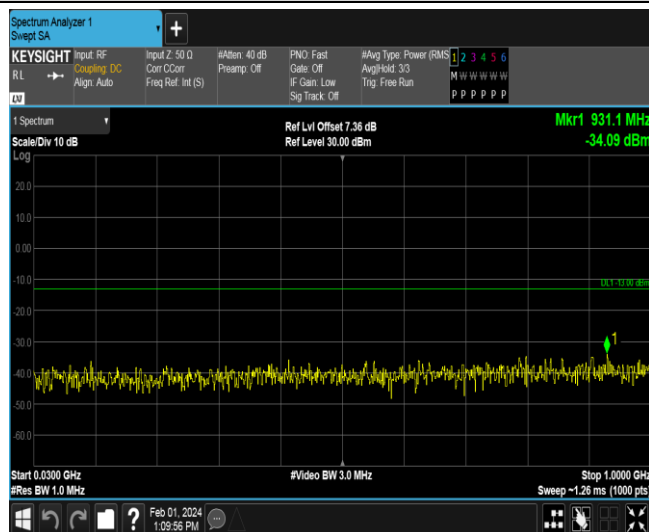 Spectrum Analyzer 1
Swept SA
+
KEYSIGHT Input: RF Input Z: 50 Ω #Atten: 40 dB PNO: Fast #Avg Type: Power (RMS 1 2 3 4 5 6
RL Coupling: DC Corr CCorr Preamp: Off Gate: Off Avg|Hold: 3/3 M W W W W W
Align: Auto Freq Ref: Int (S) IF Gain: Low Trig: Free Run
Sig Track: Off P P P P P P
LXI
1 Spectrum Ref Lvl Offset 7.36 dB Mkr1 931.1 MHz
Scale/Div 10 dB Ref Level 30.00 dBm -34.09 dBm
Log
20.0
10.0
0.00
-10.0
DL1 -13.00 dBm
-20.0
-30.0
1
-40.0
-50.0
-60.0
Start 0.0300 GHz #Video BW 3.0 MHz Stop 1.0000 GHz
#Res BW 1.0 MHz Sweep ~1.26 ms (1000 pts)
? Feb 01, 2024
1:09:56 PM